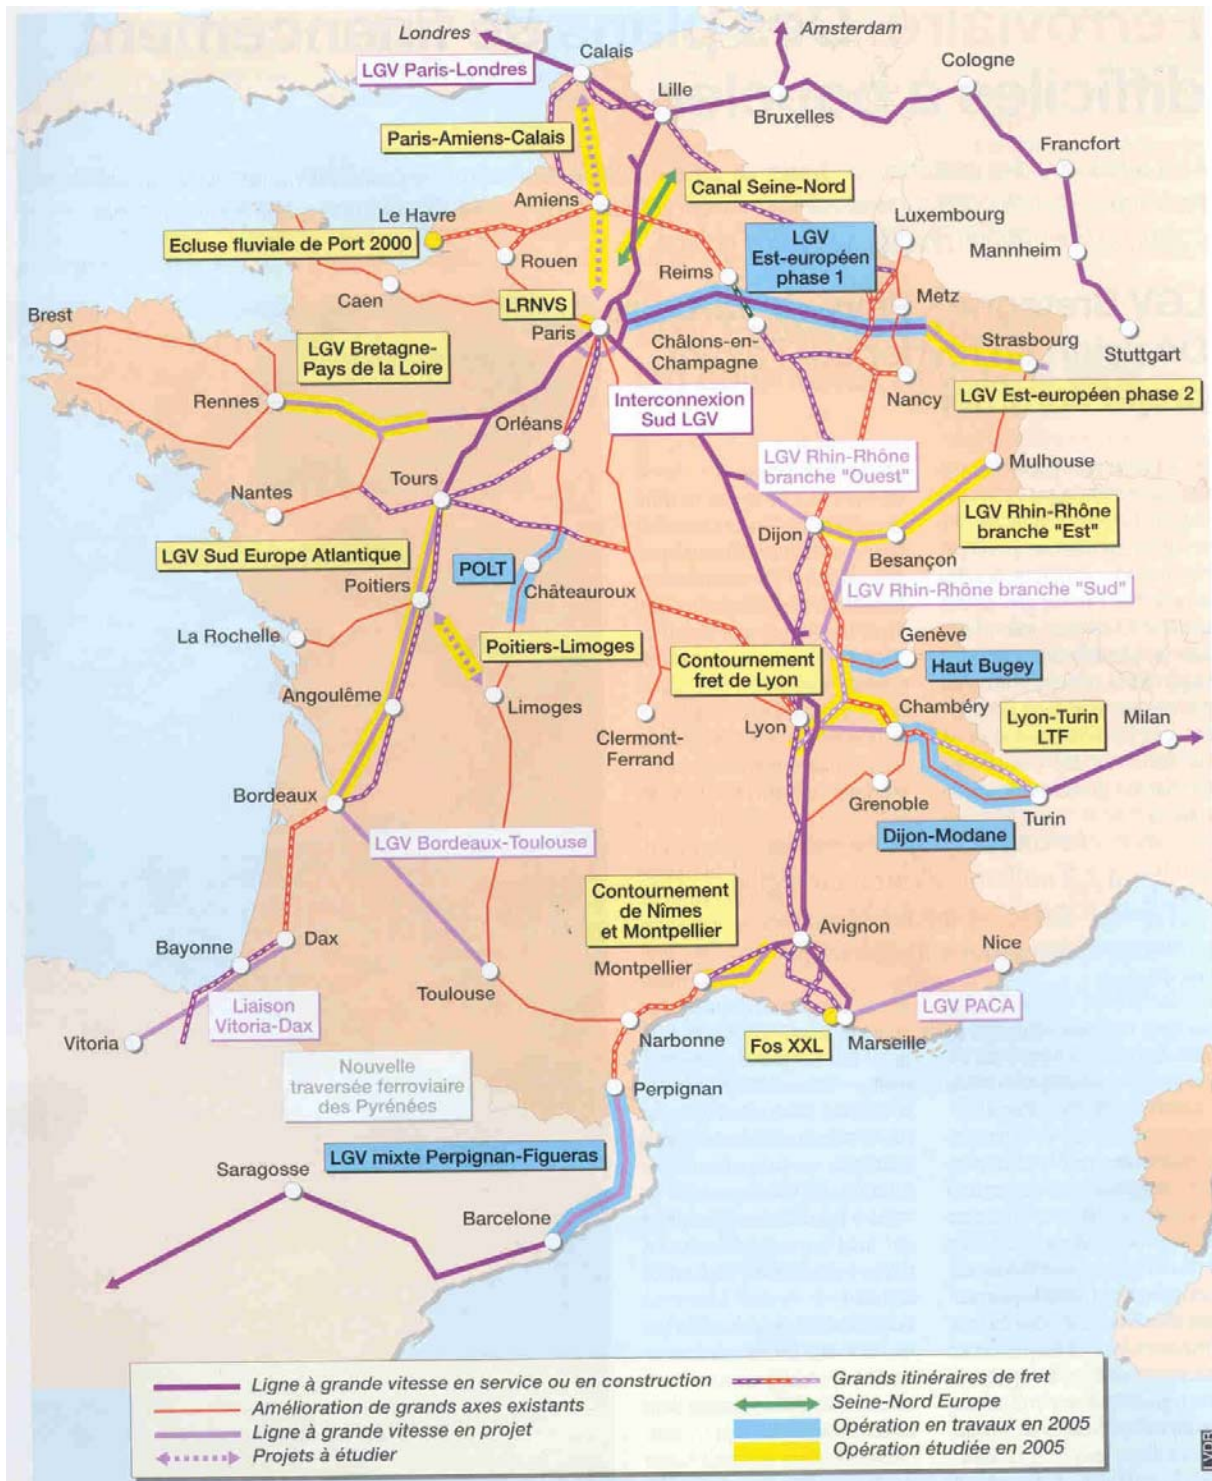 Londres
Amsterdam
Calais
LGV Paris-Londres
Cologne
Lille
Bruxelles
Paris-Amiens-Calais
Francfort
Canal Seine-Nord
Amiens
Le Havre
Luxembourg
Ecluse fluviale de Port 2000
LGV
Est-européen
phase 1
Mannheim
Rouen
Reims
Caen
Metz
LRNVS
Brest
Paris
Châlons-en-
Champagne
Strasbourg
Stuttgart
LGV Bretagne-
Pays de la Loire
Rennes
Interconnexion
Sud LGV
Nancy
LGV Est-européen phase 2
Orléans
LGV Rhin-Rhône
branche "Ouest"
Mulhouse
Tours
Nantes
Dijon
LGV Rhin-Rhône
branche "Est"
Besançon
LGV Sud Europe Atlantique
POLT
Poitiers
Châteauroux
LGV Rhin-Rhône branche "Sud"
La Rochelle
Poitiers-Limoges
Genève
Contournement
fret de Lyon
Haut Bugey
Angoulême
Limoges
Chambéry
Lyon-Turin
LTF
Milan
Clermont-
Ferrand
Lyon
Bordeaux
Grenoble
Turin
LGV Bordeaux-Toulouse
Dijon-Modane
Contournement
de Nîmes
et Montpellier
Avignon
Nice
Bayonne
Dax
Montpellier
Toulouse
Liaison
Vitoria-Dax
LGV PACA
Vitoria
Narbonne
Fos XXL
Marseille
Nouvelle
traversée ferroviaire
des Pyrénées
Perpignan
LGV mixte Perpignan-Figueras
Saragosse
Barcelone
Ligne à grande vitesse en service ou en construction
Amélioration de grands axes existants
Ligne à grande vitesse en projet
Projets à étudier
Grands itinéraires de fret
Seine-Nord Europe
Opération en travaux en 2005
Opération étudiée en 2005